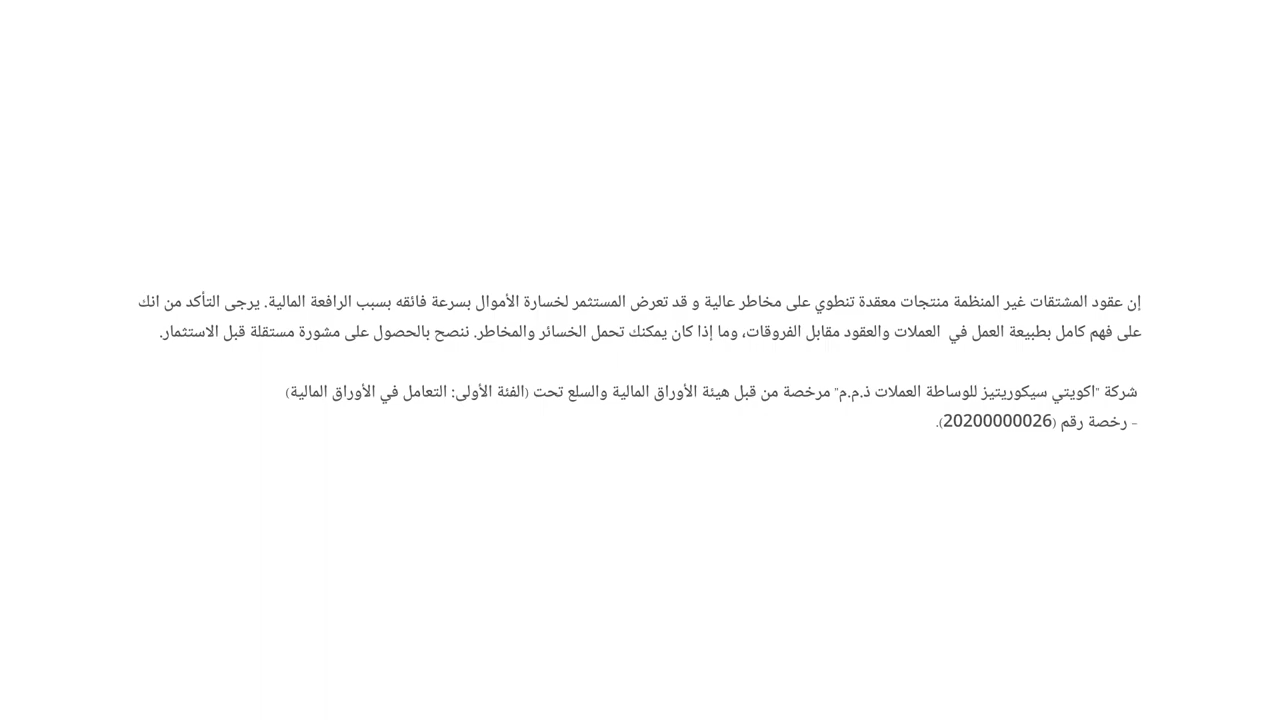 إن عقود المشتقات غير المنظمة منتجات معقدة تنطوي على مخاطر عالية و قد تعرض المستثمر لخسارة الأموال بسرعة فائقه بسبب الرافعة المالية. يرجى التأكد من انك
على فهم كامل بطبيعة العمل في العملات والعقود مقابل الفروقات، وما إذا كان يمكنك تحمل الخسائر والمخاطر. ننصح بالحصول على مشورة مستقلة قبل الاستثمار.
شركة "اكويتي سيكوريتيز للوساطة العملات ذ.م.م" مرخصة من قبل هيئة الأوراق المالية والسلع تحت (الفئة الأولى: التعامل في الأوراق المالية)
- رخصة رقم (20200000026).